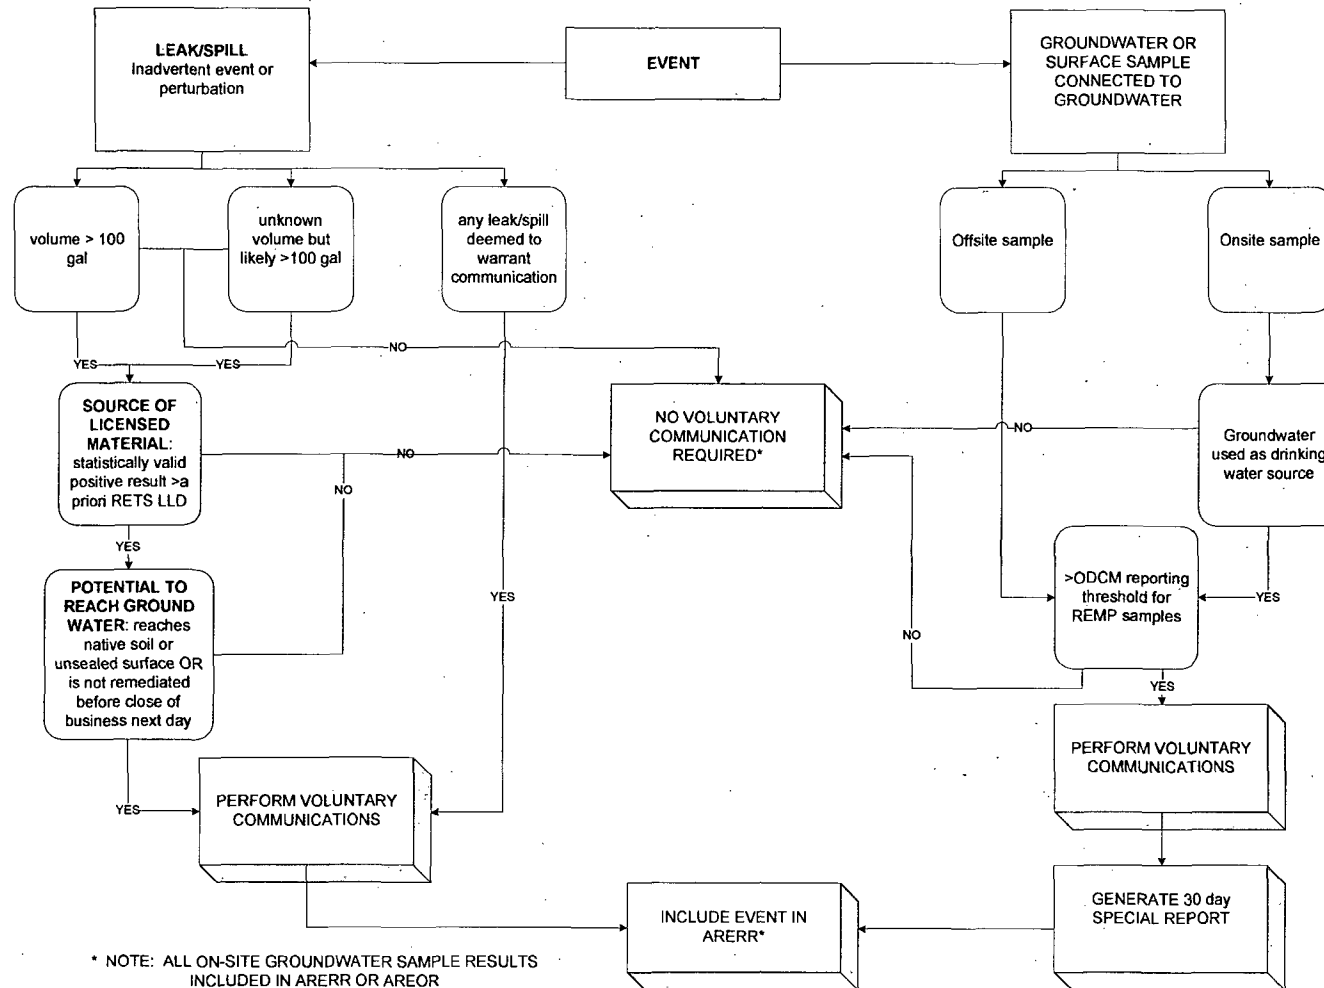 LEAK/SPILL
Inadvertent event or
perturbation
EVENT
GROUNDWATER OR
SURFACE SAMPLE
CONNECTED TO
GROUNDWATER
volume > 100
gal
unknown
volume but
likely >100 gal
any leak/spill
deemed to
warrant
communication
Offsite sample
Onsite sample
NO
YES
YES
SOURCE OF
LICENSED
MATERIAL:
statistically valid
positive result >a
priori RETS LLD
NO VOLUNTARY
COMMUNICATION
REQUIRED*
NO
Groundwater
used as drinking
water source
NO
NO
YES
POTENTIAL TO
REACH GROUND
WATER: reaches
native soil or
unsealed surface OR
is not remediated
before close of
business next day
YES
>ODCM reporting
threshold for
REMP samples
YES
NO
YES
PERFORM VOLUNTARY
COMMUNICATIONS
YES
PERFORM VOLUNTARY
COMMUNICATIONS
INCLUDE EVENT IN
ARERR*
GENERATE 30 day
SPECIAL REPORT
* NOTE: ALL ON-SITE GROUNDWATER SAMPLE RESULTS
INCLUDED IN ARERR OR AREOR